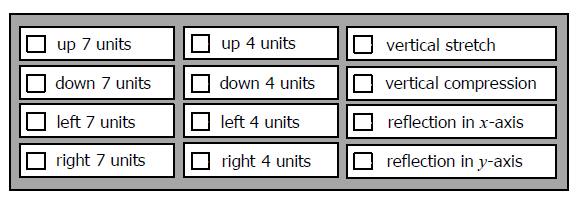 up 7 units
up 4 units
vertical stretch
down 7 units
down 4 units
vertical compression
left 7 units
left 4 units
reflection in x-axis
right 7 units
right 4 units
reflection in y-axis